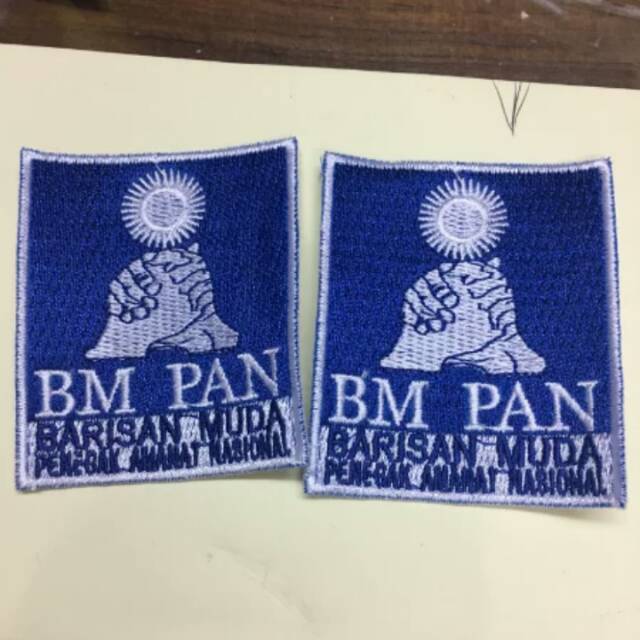 BM PAN
BARISAN MUDA
PENEGAK AMANAT NASIONAL
BM PAN
BARISAN MUDA
PENEGAK AMANAT NASIONAL